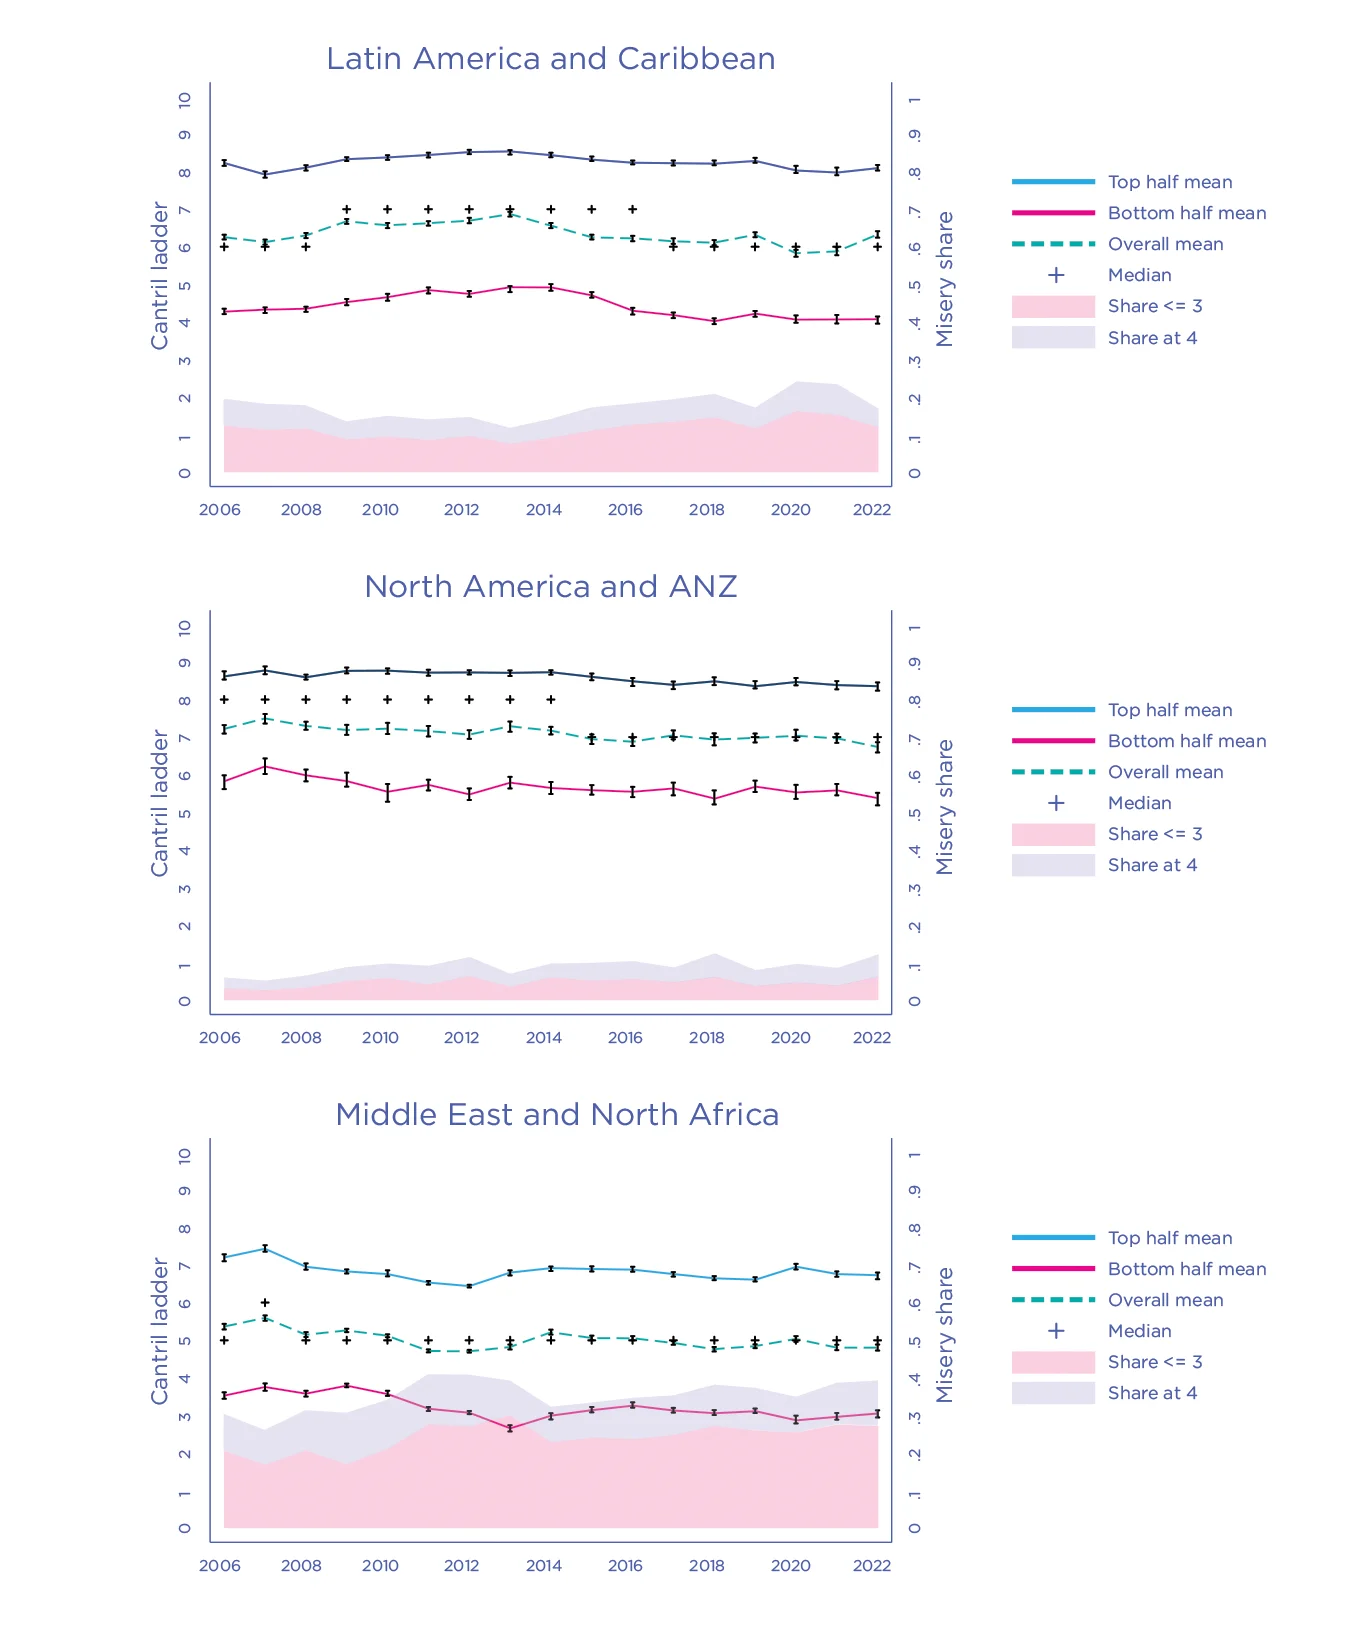 Latin America and Caribbean
Cantril ladder
10
9
8
7
6
5
4
3
2
1
0
Misery share
1
.9
.8
.7
.6
.5
.4
.3
.2
.1
0
2006 2008 2010 2012 2014 2016 2018 2020 2022
Top half mean
Bottom half mean
Overall mean
+ Median
Share <= 3
Share at 4
North America and ANZ
Cantril ladder
10
9
8
7
6
5
4
3
2
1
0
Misery share
1
.9
.8
.7
.6
.5
.4
.3
.2
.1
0
2006 2008 2010 2012 2014 2016 2018 2020 2022
Top half mean
Bottom half mean
Overall mean
+ Median
Share <= 3
Share at 4
Middle East and North Africa
Cantril ladder
10
9
8
7
6
5
4
3
2
1
0
Misery share
1
.9
.8
.7
.6
.5
.4
.3
.2
.1
0
2006 2008 2010 2012 2014 2016 2018 2020 2022
Top half mean
Bottom half mean
Overall mean
+ Median
Share <= 3
Share at 4